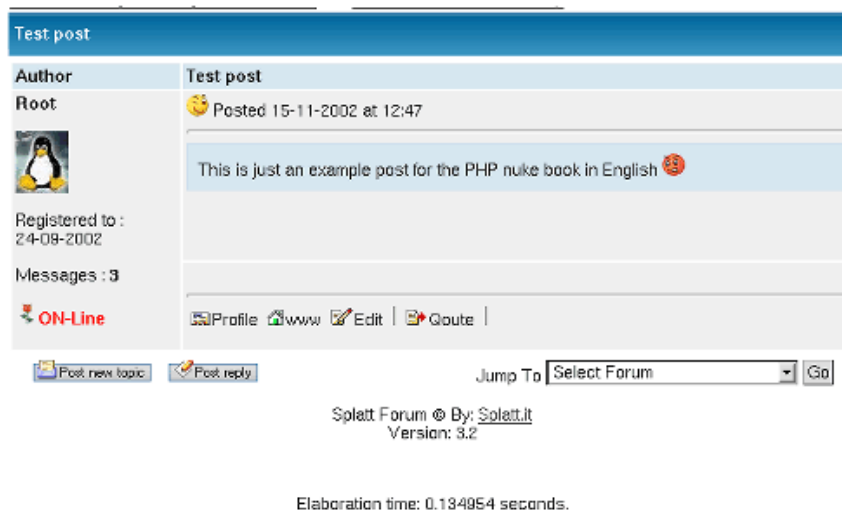 Test post
Author Test post
Root Posted 15-11-2002 at 12:47
This is just an example post for the PHP nuke book in English
Registered to :
24-09-2002
Messages : 3
ON-Line Profile www Edit | Qoute |
Post new topic Post reply Jump To Select Forum Go
Splatt Forum © By: Splatt.it
Version: 3.2
Elaboration time: 0.134954 seconds.